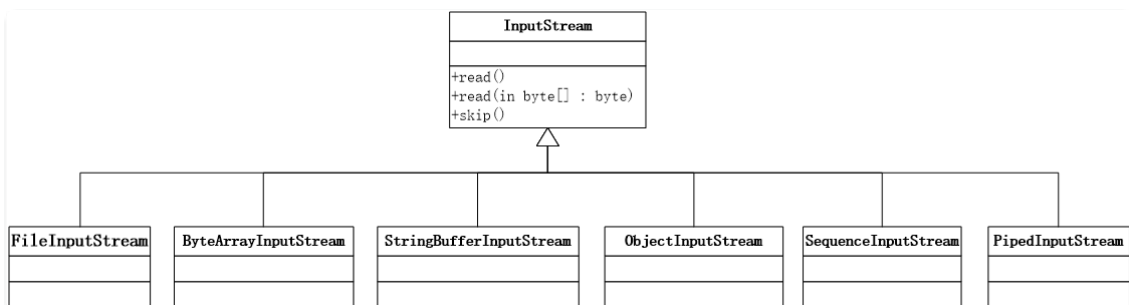 InputStream
+read()
+read(in byte[] : byte)
+skip()
FileInputStream
ByteArrayInputStream
StringBufferInputStream
ObjectInputStream
SequenceInputStream
PipedInputStream